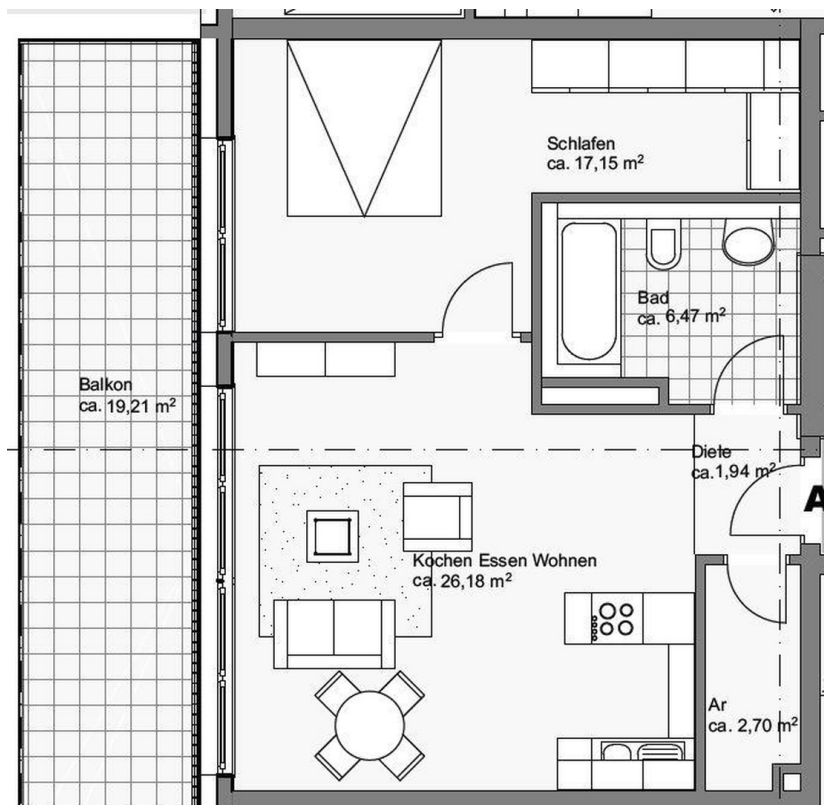 Schlafen
ca. 17,15 m²
Bad
ca. 6,47 m²
Balkon
ca. 19,21 m²
Diele
ca. 1,94 m²
A
Kochen Essen Wohnen
ca. 26,18 m²
Ar
ca. 2,70 m²